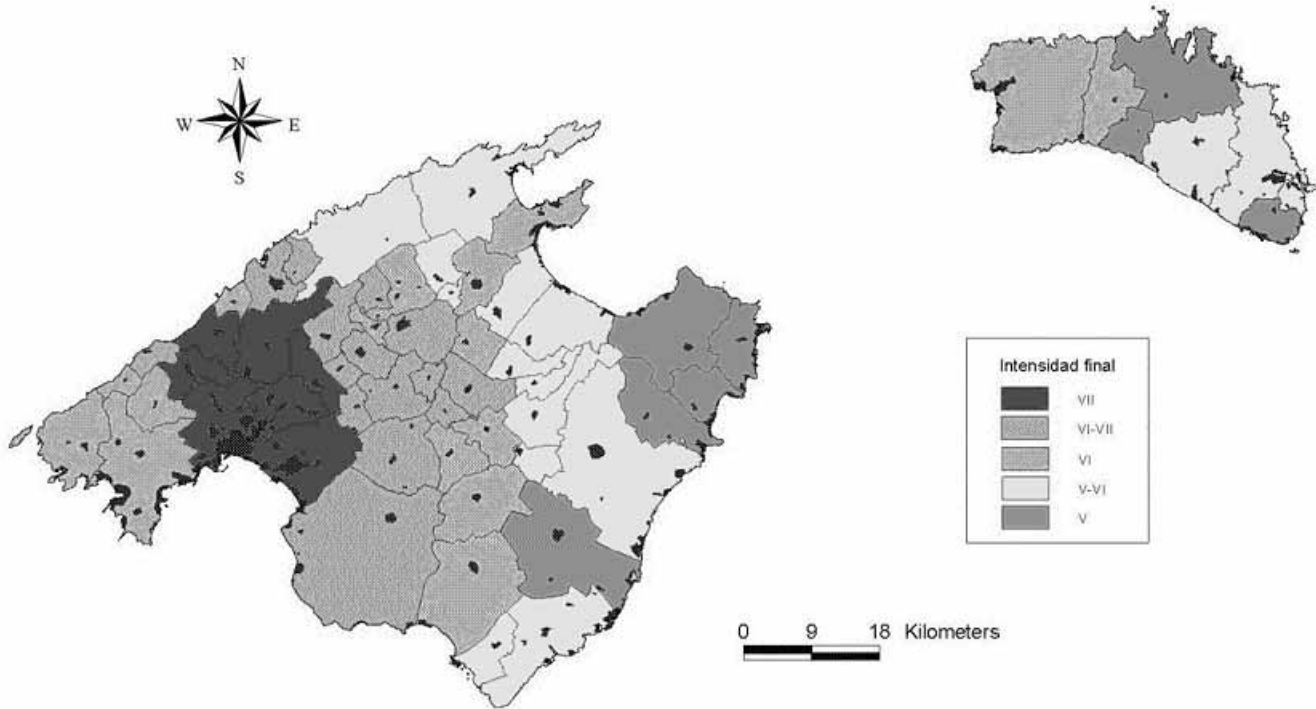 N
W E
S
Intensidad final
VII
VI-VII
VI
V-VI
V
0 9 18 Kilometers